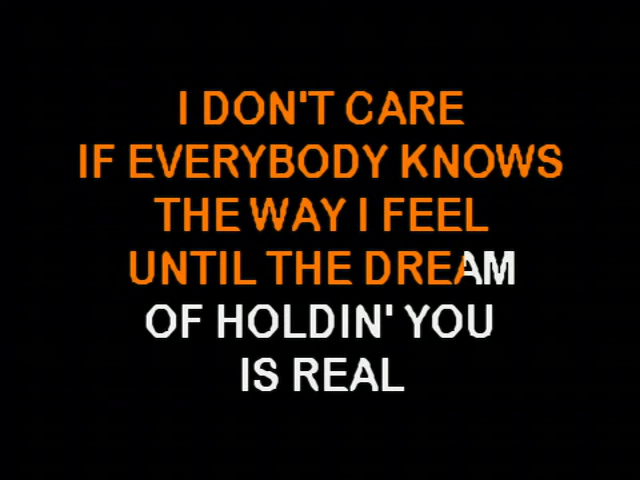 I DON'T CARE
IF EVERYBODY KNOWS
THE WAY I FEEL
UNTIL THE DREAM
OF HOLDIN' YOU
IS REAL